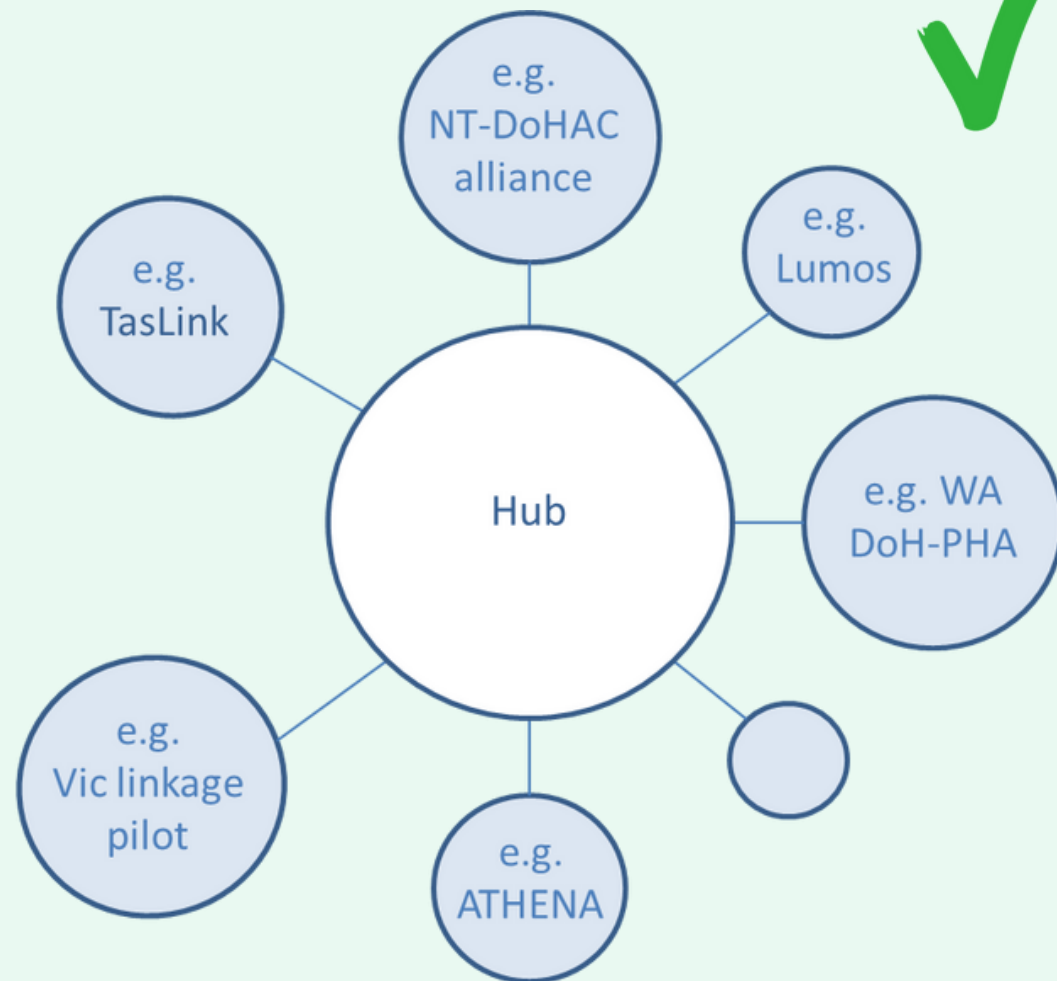 e.g.
NT-DoHAC
alliance
e.g.
Lumos
e.g.
TasLink
Hub
e.g. WA
DoH-PHA
e.g.
Vic linkage
pilot
e.g.
ATHENA